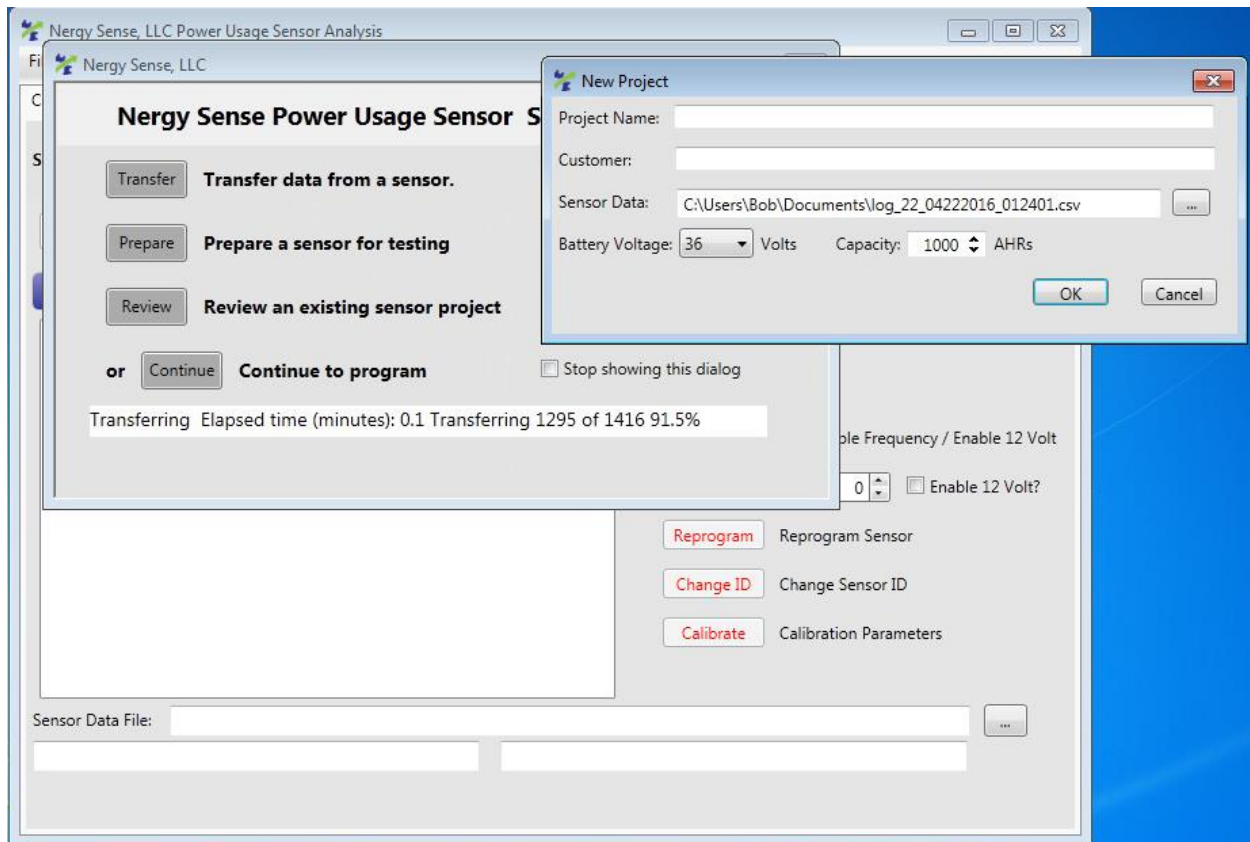 Nergy Sense, LLC Power Usage Sensor Analysis
Fi
Nergy Sense, LLC
C
Nergy Sense Power Usage Sensor S
S
Transfer Transfer data from a sensor.
Prepare Prepare a sensor for testing
Review Review an existing sensor project
or Continue Continue to program
Stop showing this dialog
Transferring Elapsed time (minutes): 0.1 Transferring 1295 of 1416 91.5%
New Project
Project Name:
Customer:
Sensor Data: C:\Users\Bob\Documents\log_22_04222016_012401.csv ...
Battery Voltage: 36 Volts Capacity: 1000 AHRs
OK Cancel
ple Frequency / Enable 12 Volt
0 Enable 12 Volt?
Reprogram Reprogram Sensor
Change ID Change Sensor ID
Calibrate Calibration Parameters
Sensor Data File: ...